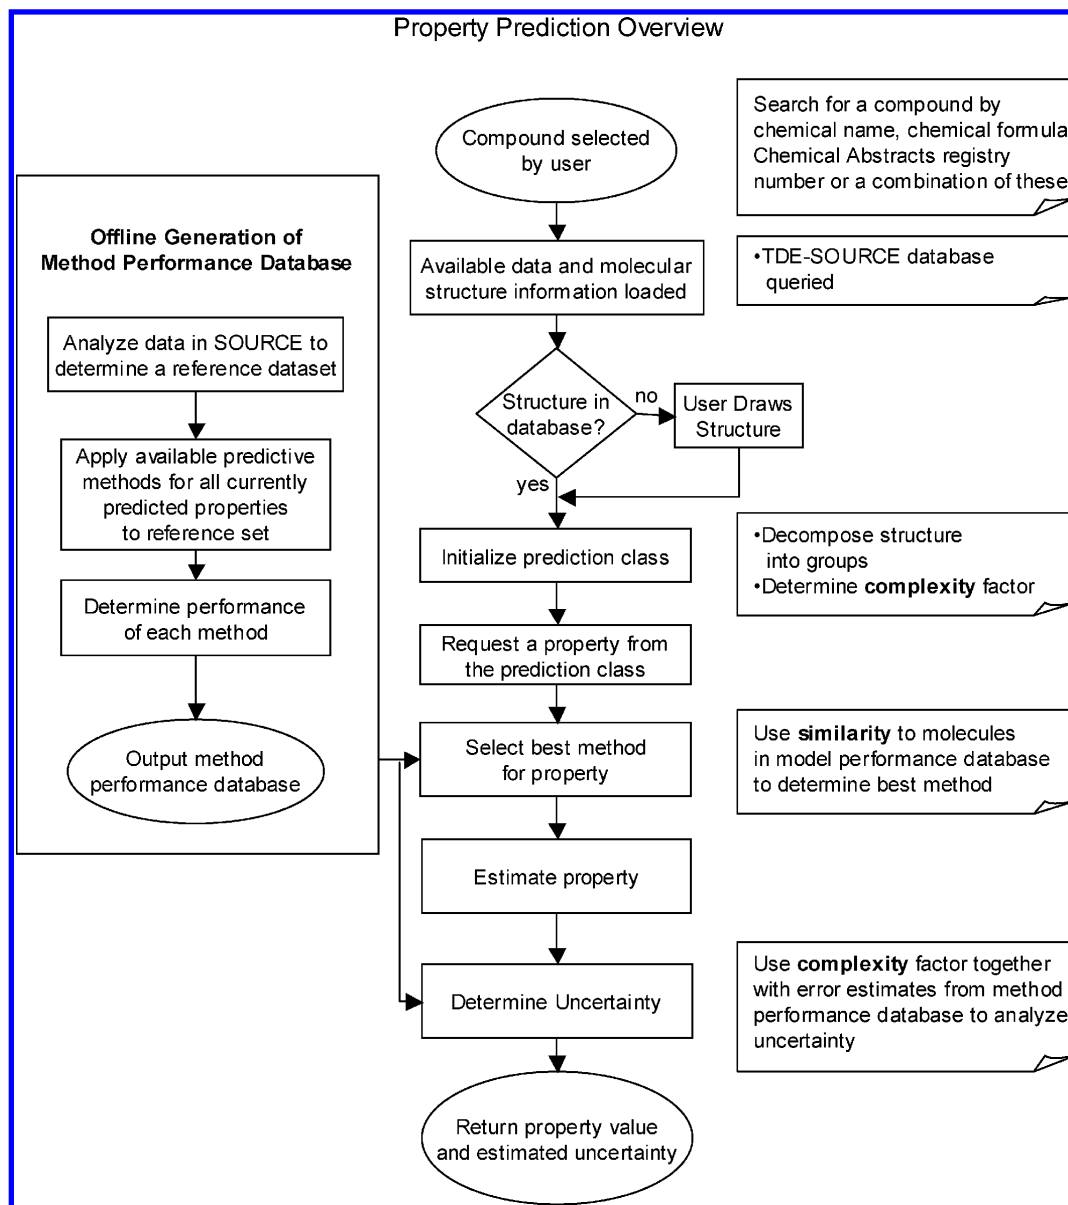 Property Prediction Overview
Compound selected
by user
Search for a compound by
chemical name, chemical formula
Chemical Abstracts registry
number or a combination of these
Offline Generation of
Method Performance Database
Available data and molecular
structure information loaded
•TDE-SOURCE database
queried
Analyze data in SOURCE to
determine a reference dataset
Structure in
database?
no
User Draws
Structure
yes
Apply available predictive
methods for all currently
predicted properties
to reference set
Initialize prediction class
•Decompose structure
into groups
•Determine complexity factor
Determine performance
of each method
Request a property from
the prediction class
Output method
performance database
Select best method
for property
Use similarity to molecules
in model performance database
to determine best method
Estimate property
Determine Uncertainty
Use complexity factor together
with error estimates from method
performance database to analyze
uncertainty
Return property value
and estimated uncertainty